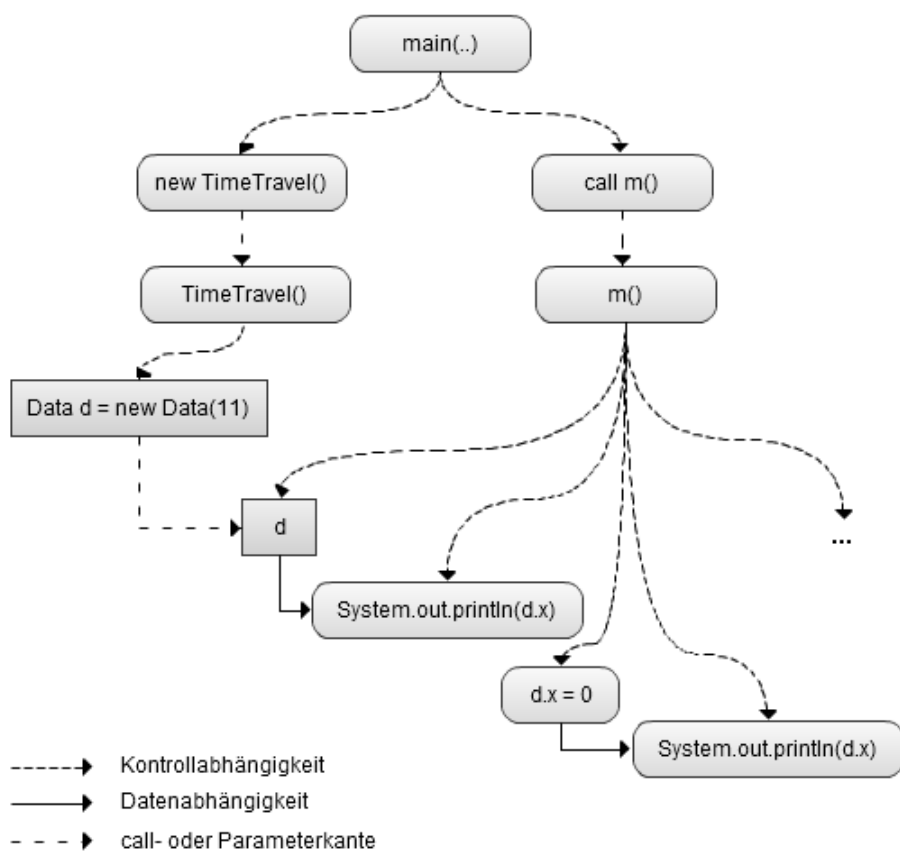 main(..)
new TimeTravel()
call m()
TimeTravel()
m()
Data d = new Data(11)
d
...
System.out.println(d.x)
d.x = 0
System.out.println(d.x)
Kontrollabhängigkeit
Datenabhängigkeit
call- oder Parameterkante